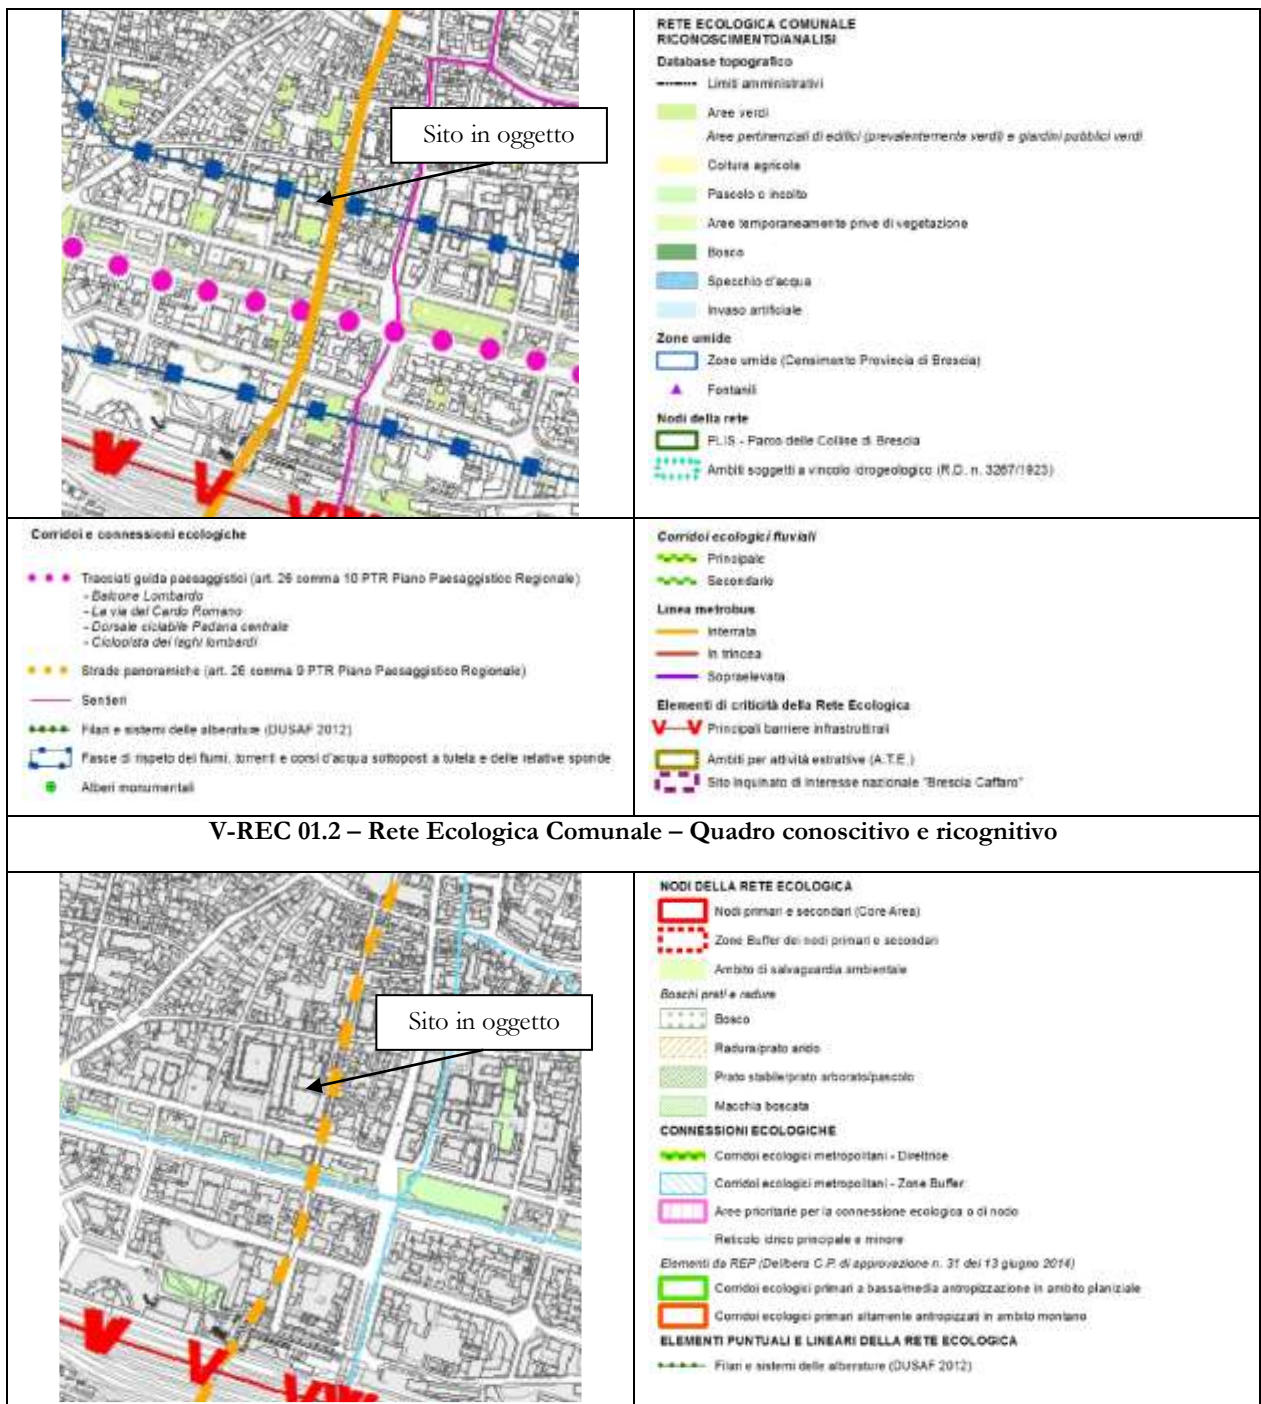 Sito in oggetto
RETE ECOLOGICA COMUNALE
RICONOSCIMENTO/ANALISI
Database topografico
Limiti amministrativi
Aree verdi
Aree pertinenziali di edifici (prevalentemente verdi) e giardini pubblici verdi
Coltura agricola
Pascolo o incolto
Aree temporaneamente prive di vegetazione
Bosco
Specchio d'acqua
Invaso artificiale
Zone umide
Zone umide (Censimento Provincia di Brescia)
Fontanili
Nodi della rete
PLIS - Parco delle Colline di Brescia
Ambiti soggetti a vincolo idrogeologico (R.D. n. 3267/1923)
Corridoi e connessioni ecologiche
Tracciati guida paesaggistici (art. 26 comma 10 PTR Piano Paesaggistico Regionale)
- Balcone Lombardo
- La via del Cardo Romano
- Dorsale ciclabile Padana centrale
- Ciclopista dei laghi lombardi
Strade panoramiche (art. 26 comma 9 PTR Piano Paesaggistico Regionale)
Sentieri
Filari e sistemi delle alberature (DUSAF 2012)
Fasce di rispetto dei fiumi, torrenti e corsi d'acqua sottoposti a tutela e delle relative sponde
Alberi monumentali
Corridoi ecologici fluviali
Principale
Secondario
Linea metrobus
Interrata
In trincea
Sopraelevata
Elementi di criticità della Rete Ecologica
Principali barriere infrastrutturali
Ambiti per attività estrattive (A.T.E.)
Sito inquinato di interesse nazionale "Brescia Caffaro"
V-REC 01.2 – Rete Ecologica Comunale – Quadro conoscitivo e ricognitivo
Sito in oggetto
NODI DELLA RETE ECOLOGICA
Nodi primari e secondari (Core Area)
Zone Buffer dei nodi primari e secondari
Ambito di salvaguardia ambientale
Boschi prati e radure
Bosco
Radura/prato arido
Prato stabile/prato arborato/pascolo
Macchia boscata
CONNESSIONI ECOLOGICHE
Corridoi ecologici metropolitani - Direttrice
Corridoi ecologici metropolitani - Zone Buffer
Aree prioritarie per la connessione ecologica o di nodo
Reticolo idrico principale e minore
Elementi da REP (Delibera C.P. di approvazione n. 31 del 13 giugno 2014)
Corridoi ecologici primari a bassa/media antropizzazione in ambito planiziale
Corridoi ecologici primari altamente antropizzati in ambito montano
ELEMENTI PUNTUALI E LINEARI DELLA RETE ECOLOGICA
Filari e sistemi delle alberature (DUSAF 2012)